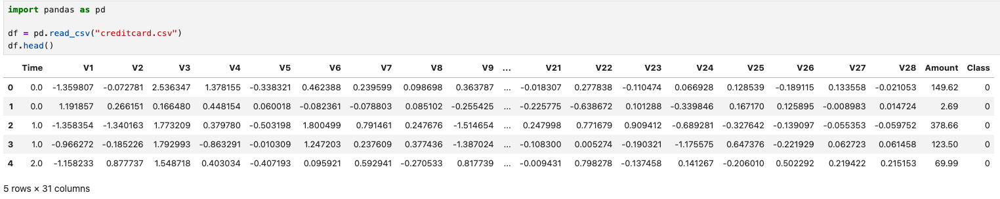 import pandas as pd
df = pd.read_csv("creditcard.csv")
df.head()
Time V1 V2 V3 V4 V5 V6 V7 V8 V9 ... V21 V22 V23 V24 V25 V26 V27 V28 Amount Class
0 0.0 -1.359807 -0.072781 2.536347 1.378155 -0.338321 0.462388 0.239599 0.098698 0.363787 ... -0.018307 0.277838 -0.110474 0.066928 0.128539 -0.189115 0.133558 -0.021053 149.62 0
1 0.0 1.191857 0.266151 0.166480 0.448154 0.060018 -0.082361 -0.078803 0.085102 -0.255425 ... -0.225775 -0.638672 0.101288 -0.339846 0.167170 0.125895 -0.008983 0.014724 2.69 0
2 1.0 -1.358354 -1.340163 1.773209 0.379780 -0.503198 1.800499 0.791461 0.247676 -1.514654 ... 0.247998 0.771679 0.909412 -0.689281 -0.327642 -0.139097 -0.055353 -0.059752 378.66 0
3 1.0 -0.966272 -0.185226 1.792993 -0.863291 -0.010309 1.247203 0.237609 0.377436 -1.387024 ... -0.108300 0.005274 -0.190321 -1.175575 0.647376 -0.221929 0.062723 0.061458 123.50 0
4 2.0 -1.158233 0.877737 1.548718 0.403034 -0.407193 0.095921 0.592941 -0.270533 0.817739 ... -0.009431 0.798278 -0.137458 0.141267 -0.206010 0.502292 0.219422 0.215153 69.99 0
5 rows × 31 columns